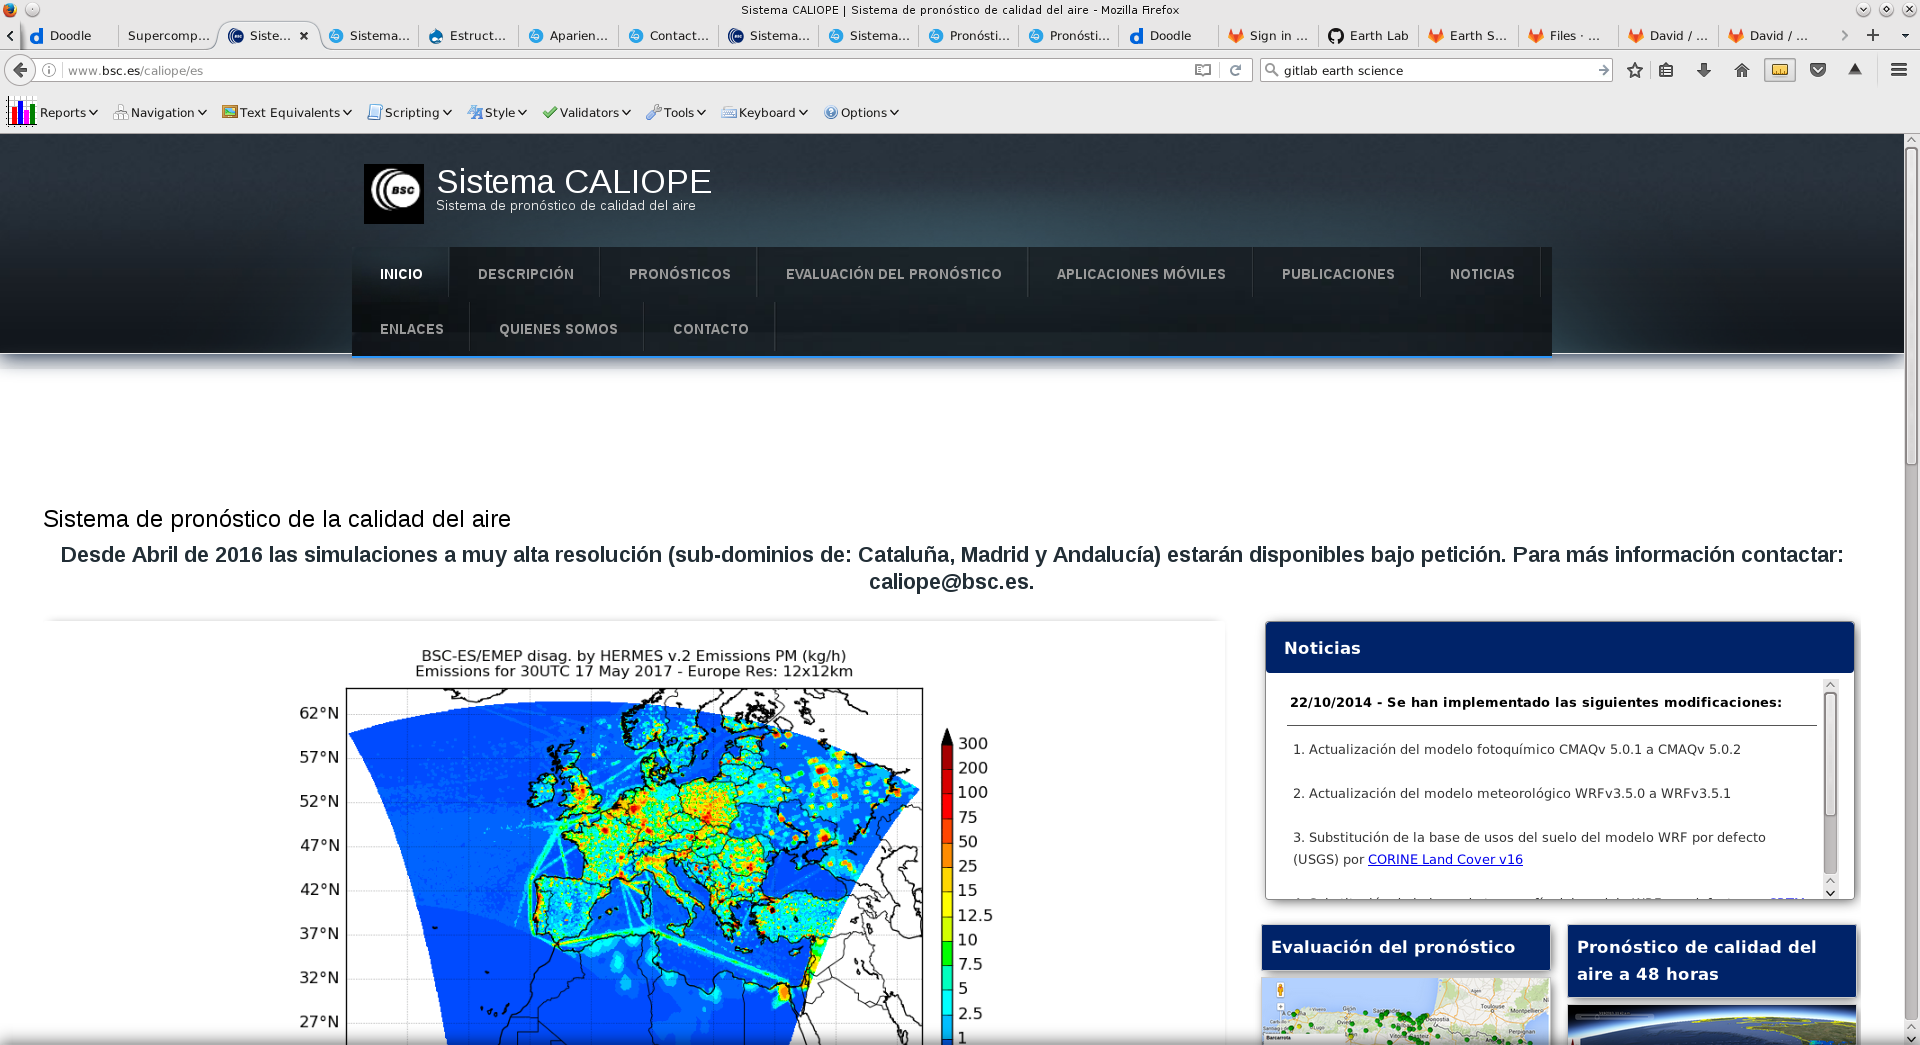 Sistema CALIOPE | Sistema de pronóstico de calidad del aire - Mozilla Firefox
Doodle
Supercomp...
Siste...
Sistema...
Estruct...
Aparien...
Contact...
Sistema...
Sistema...
Pronósti...
Pronósti...
Doodle
Sign in ...
Earth Lab
Earth S...
Files · ...
David / ...
David / ...
www.bsc.es/caliope/es
gitlab earth science
Reports
Navigation
Text Equivalents
Scripting
Style
Validators
Tools
Keyboard
Options
BSC
Sistema CALIOPE
Sistema de pronóstico de calidad del aire
INICIO
DESCRIPCIÓN
PRONÓSTICOS
EVALUACIÓN DEL PRONÓSTICO
APLICACIONES MÓVILES
PUBLICACIONES
NOTICIAS
ENLACES
QUIENES SOMOS
CONTACTO
Sistema de pronóstico de la calidad del aire
Desde Abril de 2016 las simulaciones a muy alta resolución (sub-dominios de: Cataluña, Madrid y Andalucía) estarán disponibles bajo petición. Para más información contactar:
caliope@bsc.es.
BSC-ES/EMEP disag. by HERMES v.2 Emissions PM (kg/h)
Emissions for 30UTC 17 May 2017 - Europe Res: 12x12km
62°N
57°N
52°N
47°N
42°N
37°N
32°N
27°N
300
200
100
75
50
25
15
12.5
10
7.5
5
2.5
1
Noticias
22/10/2014 - Se han implementado las siguientes modificaciones:
1. Actualización del modelo fotoquímico CMAQv 5.0.1 a CMAQv 5.0.2
2. Actualización del modelo meteorológico WRFv3.5.0 a WRFv3.5.1
3. Substitución de la base de usos del suelo del modelo WRF por defecto
(USGS) por CORINE Land Cover v16
Evaluación del pronóstico
Pronóstico de calidad del
aire a 48 horas